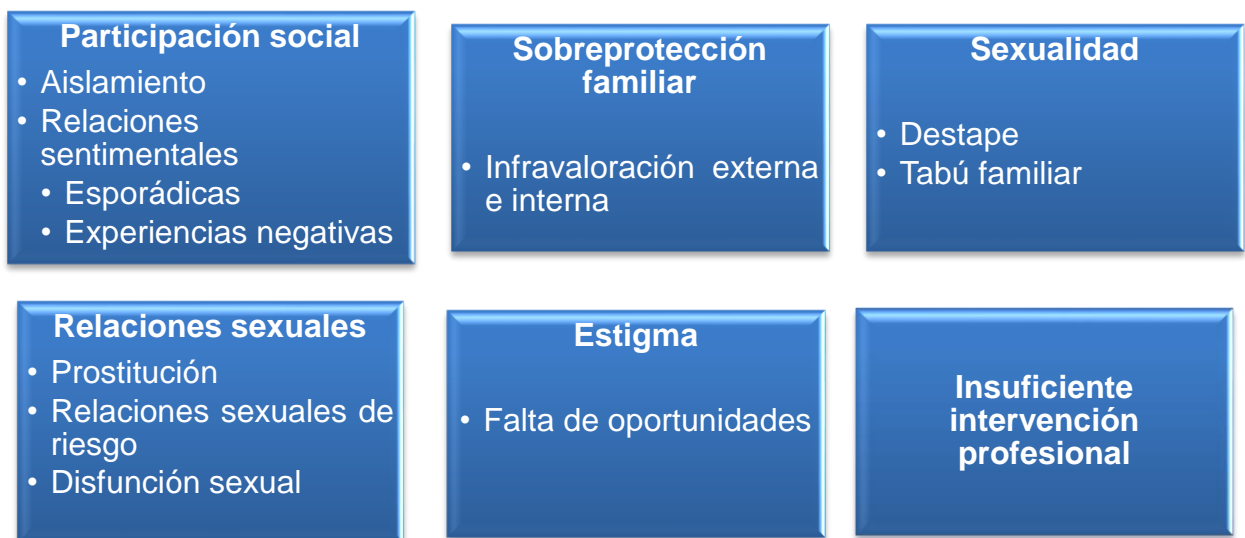 Participación social
• Aislamiento
• Relaciones
sentimentales
• Esporádicas
• Experiencias negativas
Sobreprotección
familiar
• Infravaloración externa
e interna
Sexualidad
• Destape
• Tabú familiar
Relaciones sexuales
• Prostitución
• Relaciones sexuales de
riesgo
• Disfunción sexual
Estigma
• Falta de oportunidades
Insuficiente
intervención
profesional